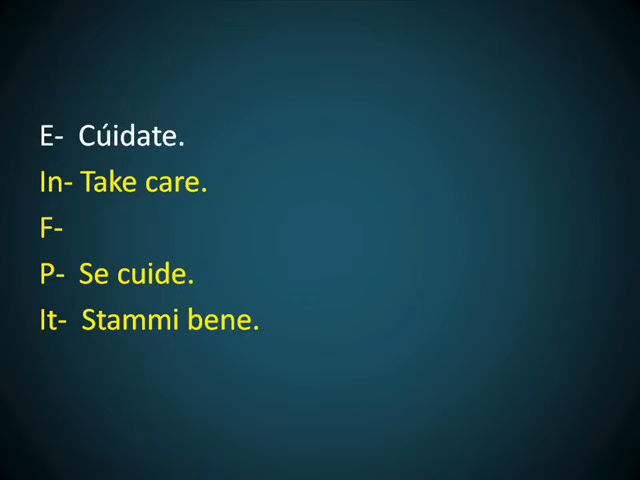 E- Cúidate.
In- Take care.
F-
P- Se cuide.
It- Stammi bene.